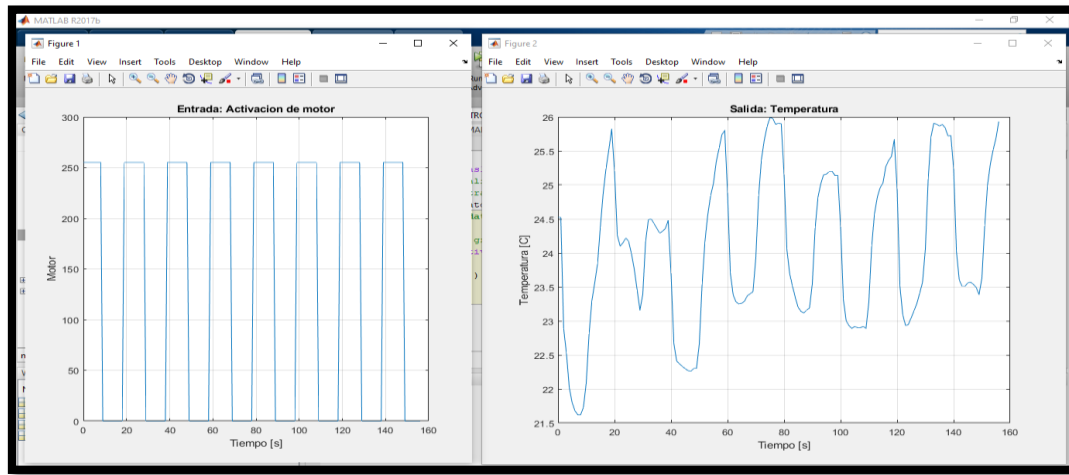 MATLAB R2017b
Figure 1
File Edit View Insert Tools Desktop Window Help
Entrada: Activacion de motor
300
250
200
150
100
50
0
Motor
0 20 40 60 80 100 120 140 160
Tiempo [s]
Figure 2
File Edit View Insert Tools Desktop Window Help
Salida: Temperatura
26
25.5
25
24.5
24
23.5
23
22.5
22
21.5
Temperatura [C]
0 20 40 60 80 100 120 140 160
Tiempo [s]